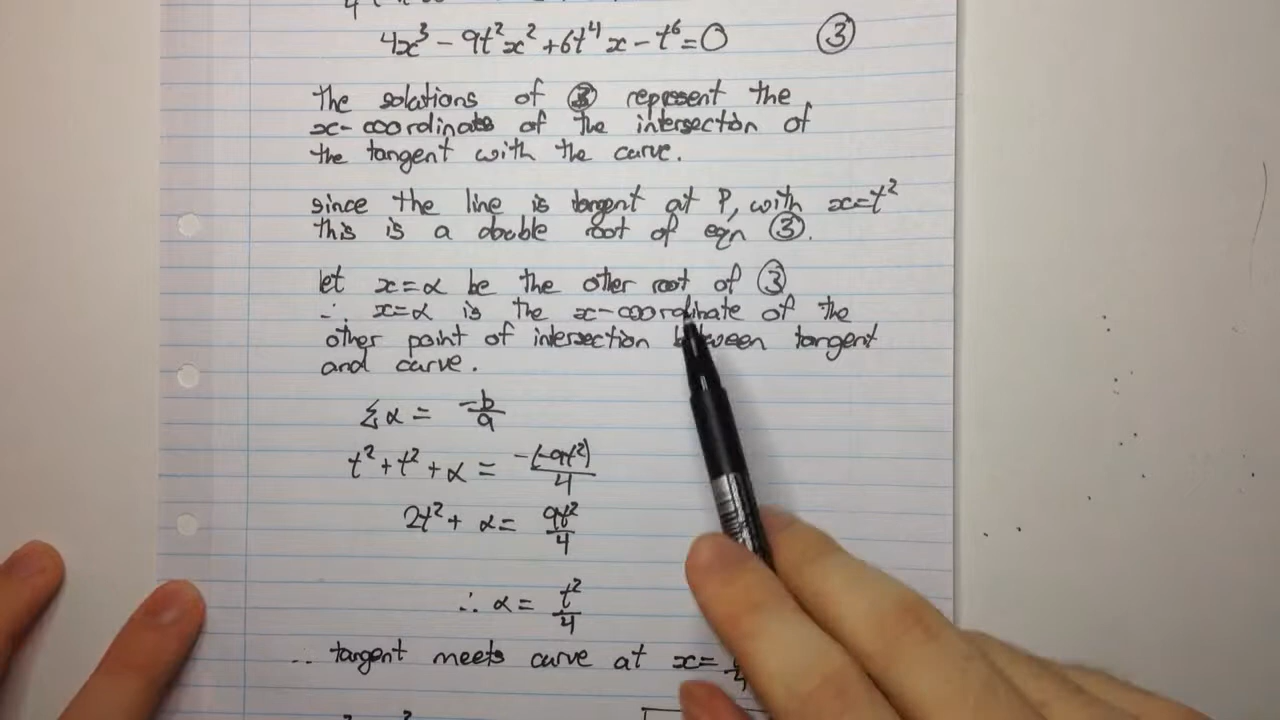 4x³ - 9t²x² + 6t⁴x - t⁶ = 0 ③
The solutions of ③ represent the
x-coordinate of the intersection of
the tangent with the curve.
since the line is tangent at P, with x=t²
this is a double root of eqn ③.
let x=α be the other root of ③
∴ x=α is the x-coordinate of the
other point of intersection between tangent
and curve.
Σα = -b/a
t² + t² + α = -(-9t²)/4
2t² + α = 9t²/4
∴ α = t²/4
∴ tangent meets curve at x=